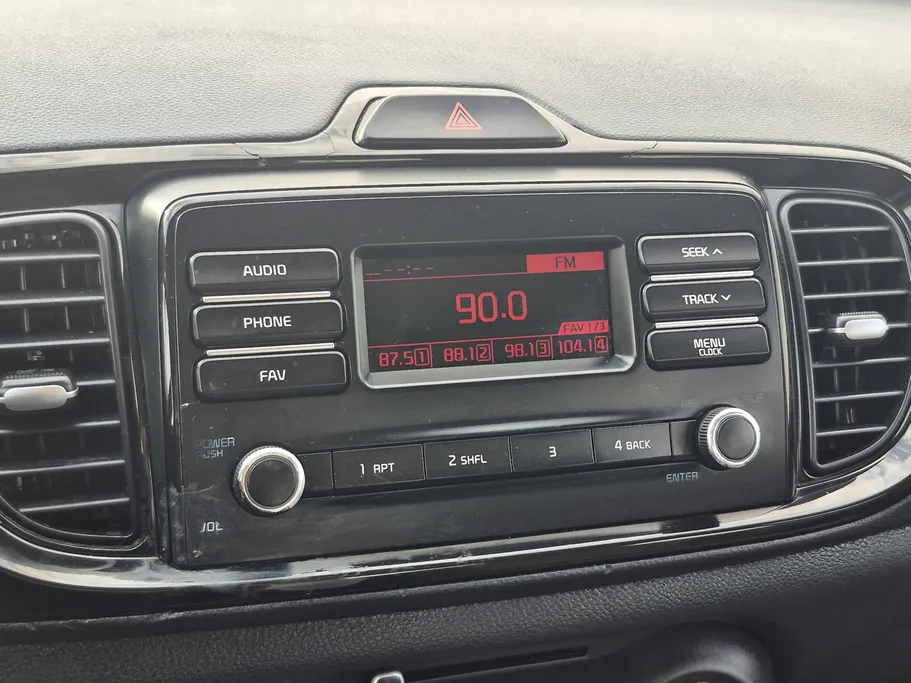 AUDIO
PHONE
FAV
--:--
FM
90.0
FAV 1/3
87.5 1 88.1 2 98.1 3 104.1 4
SEEK ^
TRACK ∨
MENU
CLOCK
POWER
PUSH
VOL
1 RPT
2 SHFL
3
4 BACK
ENTER